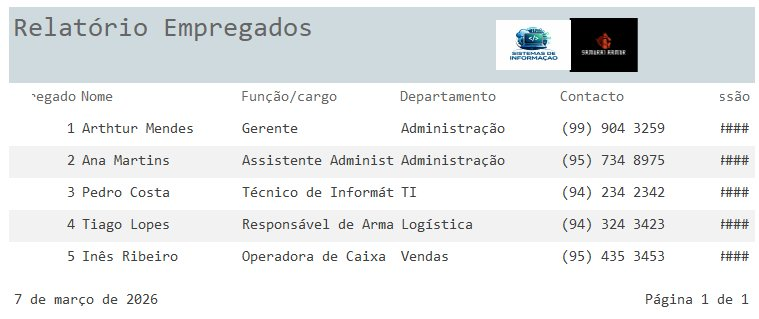 Relatório Empregados
SISTEMAS DE
INFORMAÇÃO
SAMURAI ARMOR
regado Nome Função/cargo Departamento Contacto ssão
1 Arthtur Mendes Gerente Administração (99) 904 3259 ####
2 Ana Martins Assistente Administ Administração (95) 734 8975 ####
3 Pedro Costa Técnico de Informát TI (94) 234 2342 ####
4 Tiago Lopes Responsável de Arma Logística (94) 324 3423 ####
5 Inês Ribeiro Operadora de Caixa Vendas (95) 435 3453 ####
7 de março de 2026 Página 1 de 1